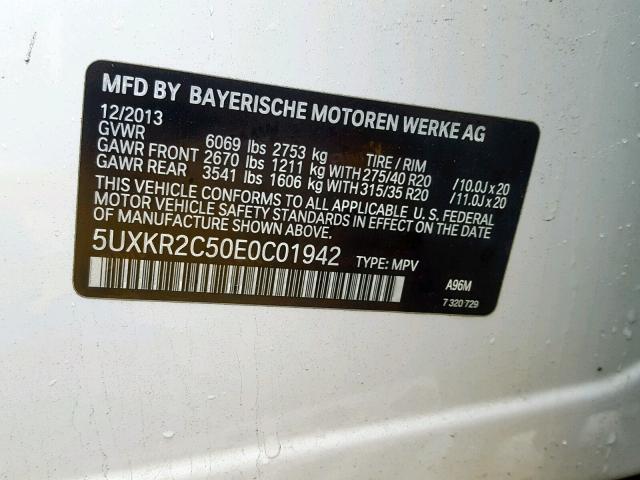 MFD BY BAYERISCHE MOTOREN WERKE AG
12/2013
GVWR 6069 lbs 2753 kg TIRE / RIM
GAWR FRONT 2670 lbs 1211 kg WITH 275/40 R20 /10.0J x 20
GAWR REAR 3541 lbs 1606 kg WITH 315/35 R20 /11.0J x 20
THIS VEHICLE CONFORMS TO ALL APPLICABLE U. S. FEDERAL
MOTOR VEHICLE SAFETY STANDARDS IN EFFECT ON THE DATE
OF MANUFACTURE SHOWN ABOVE.
5UXKR2C50E0C01942 TYPE: MPV
A96M
7 320 729